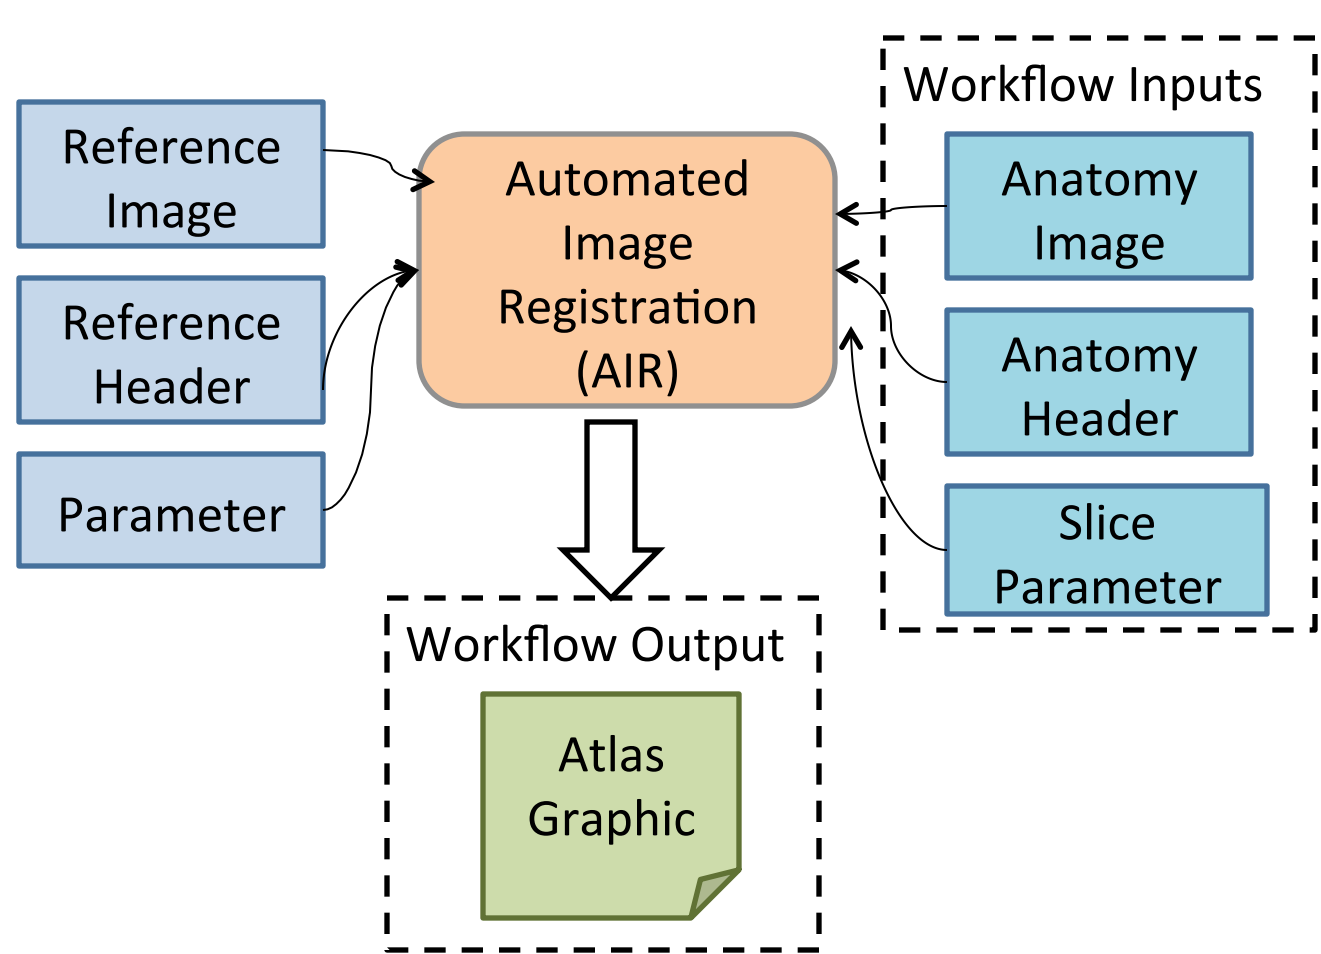 Reference
Image
Reference
Header
Parameter
Automated
Image
Registration
(AIR)
Workflow Inputs
Anatomy
Image
Anatomy
Header
Slice
Parameter
Workflow Output
Atlas
Graphic